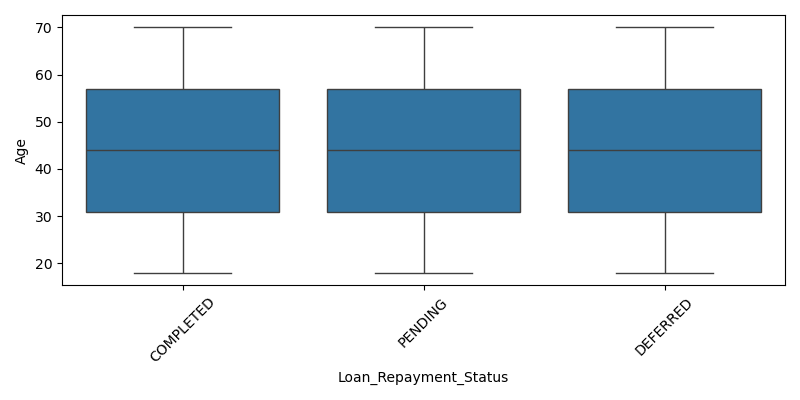 70
60
50
40
30
20
Age
COMPLETED
PENDING
DEFERRED
Loan_Repayment_Status